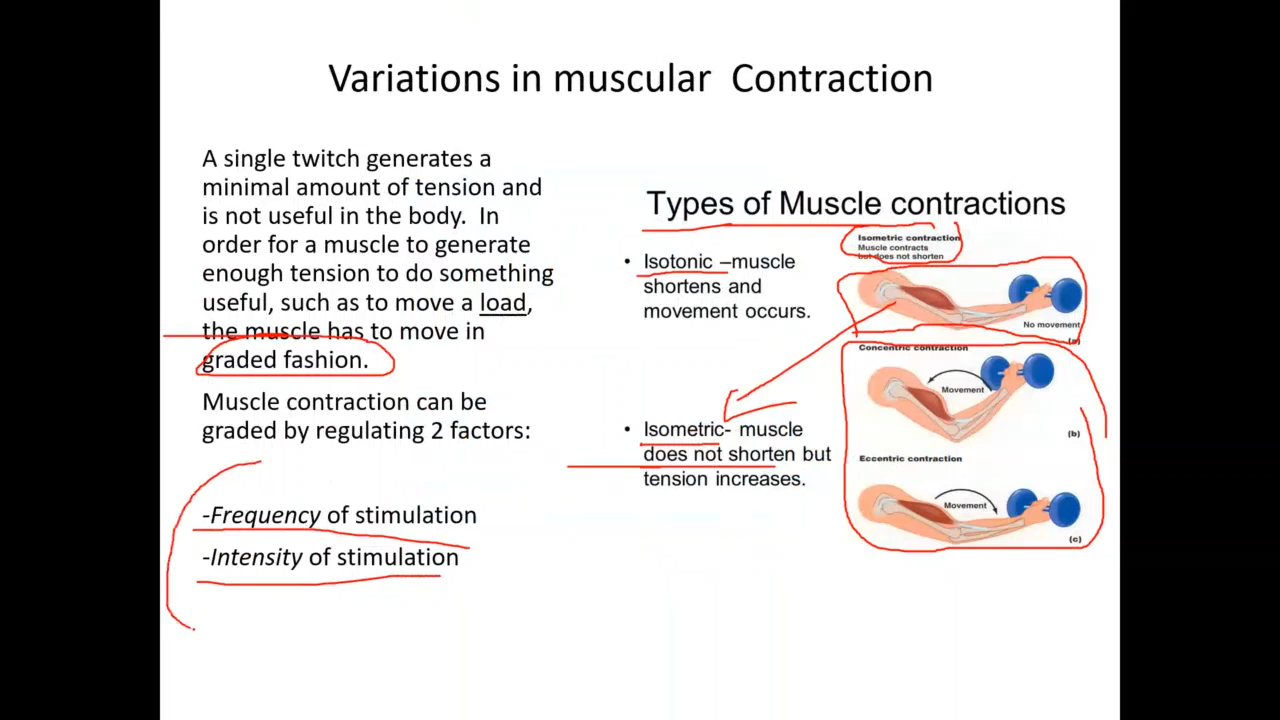 Variations in muscular Contraction
A single twitch generates a
minimal amount of tension and
is not useful in the body. In
order for a muscle to generate
enough tension to do something
useful, such as to move a load,
the muscle has to move in
graded fashion.
Muscle contraction can be
graded by regulating 2 factors:
-Frequency of stimulation
-Intensity of stimulation
Types of Muscle contractions
• Isotonic –muscle
shortens and
movement occurs.
• Isometric- muscle
does not shorten but
tension increases.
Isometric contraction
Muscle contracts
but does not shorten
No movement
(a)
Concentric contraction
Movement
(b)
Eccentric contraction
Movement
(c)